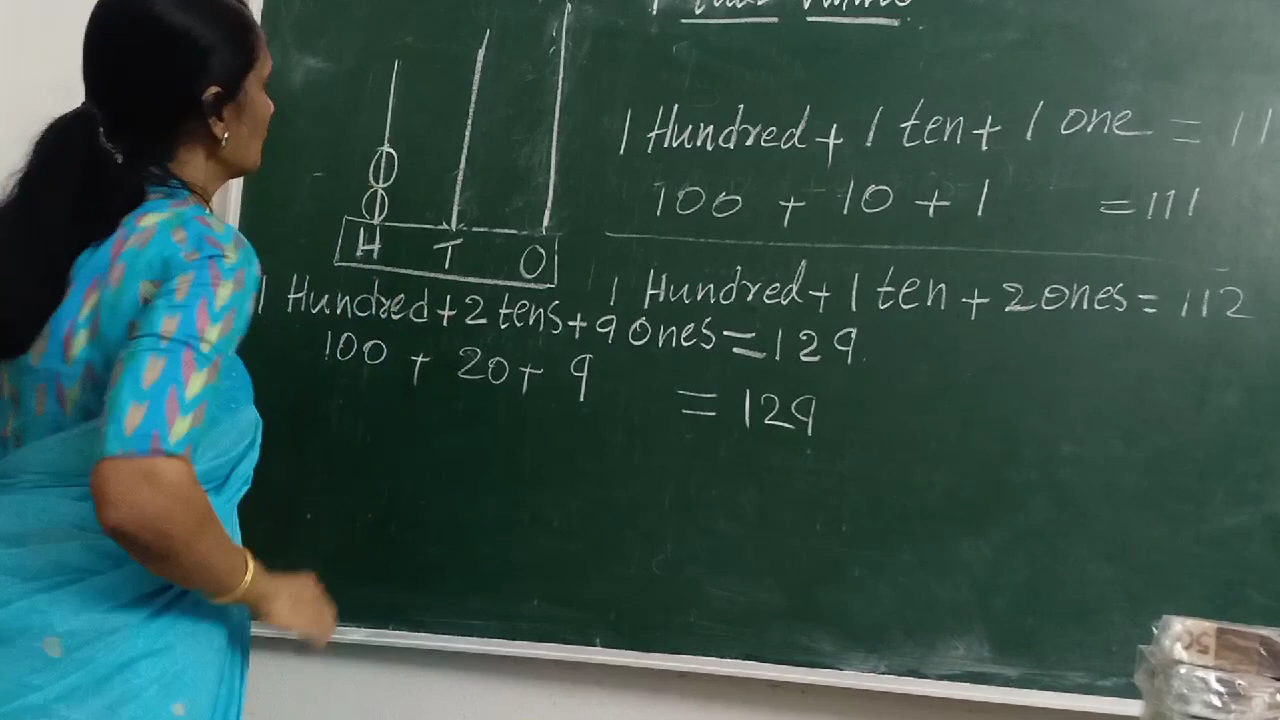 1 Hundred + 1 ten + 1 one = 11
100 + 10 + 1 = 111
H T O
1 Hundred + 1 ten + 2 ones = 112
1 Hundred + 2 tens + 9 ones = 129
100 + 20 + 9 = 129